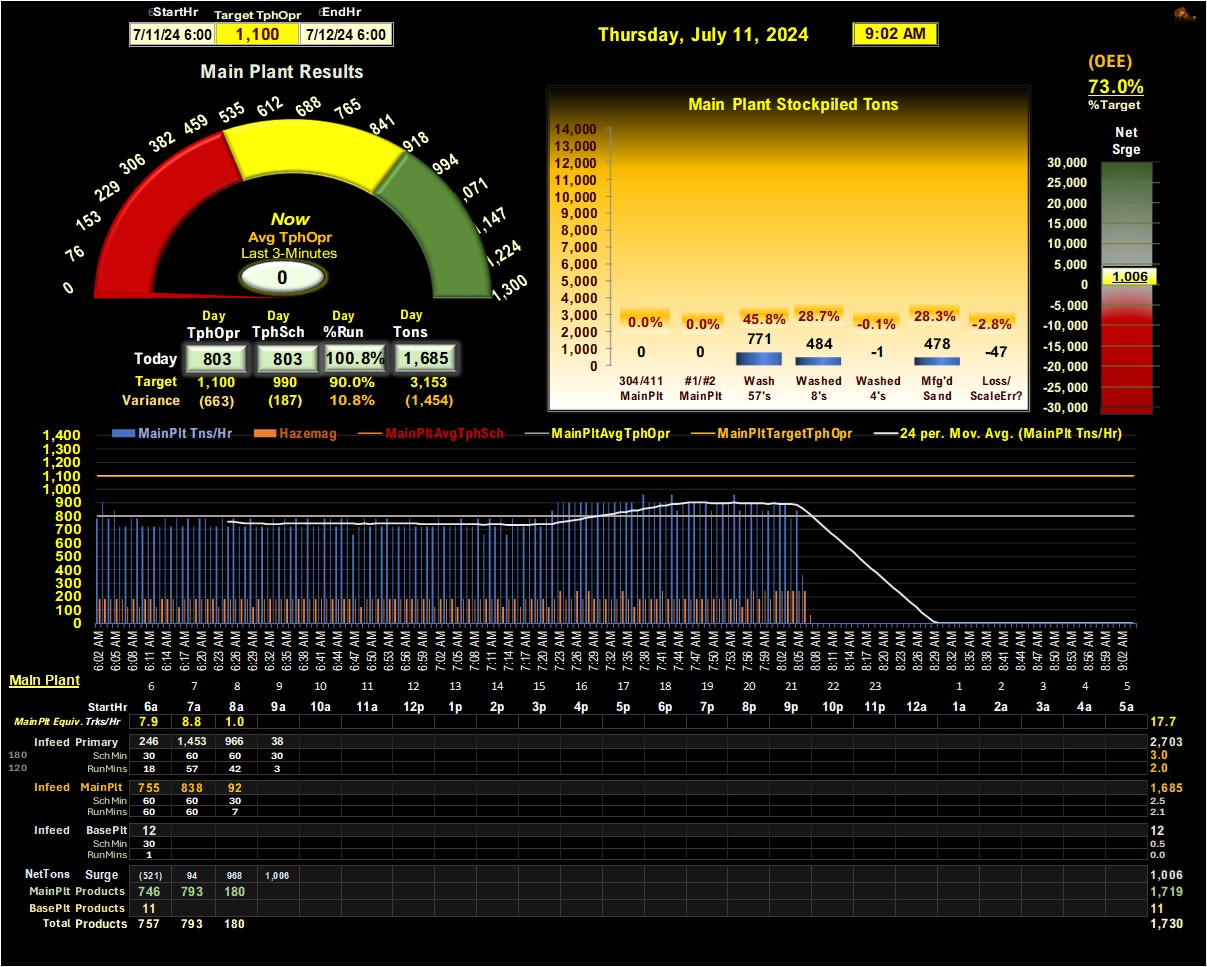 6StartHr Target TphOpr 6EndHr
7/11/24 6:00 1,100 7/12/24 6:00
Thursday, July 11, 2024 9:02 AM
(OEE)
73.0%
%Target
Main Plant Results
0 76 153 229 306 382 459 535 612 688 765 841 918 994 ,071 ,147 1,224 1,300
Now
Avg TphOpr
Last 3-Minutes
0
Day Day Day Day
TphOpr TphSch %Run Tons
Today 803 803 100.8% 1,685
Target 1,100 990 90.0% 3,153
Variance (663) (187) 10.8% (1,454)
Main Plant Stockpiled Tons
14,000
13,000
12,000
11,000
10,000
9,000
8,000
7,000
6,000
5,000
4,000
3,000
2,000
1,000
0
0.0% 0.0% 45.8% 28.7% -0.1% 28.3% -2.8%
0 0 771 484 -1 478 -47
304/411 #1/#2 Wash Washed Washed Mfg'd Loss/
MainPlt MainPlt 57's 8's 4's Sand ScaleErr?
Net
Srge
30,000
25,000
20,000
15,000
10,000
5,000
1,006
0
-5,000
-10,000
-15,000
-20,000
-25,000
-30,000
MainPlt Tns/Hr Hazemag MainPltAvgTphSch MainPltAvgTphOpr MainPltTargetTphOpr 24 per. Mov. Avg. (MainPlt Tns/Hr)
1,400
1,300
1,200
1,100
1,000
900
800
700
600
500
400
300
200
100
0
6:02 AM 6:05 AM 6:08 AM 6:11 AM 6:14 AM 6:17 AM 6:20 AM 6:23 AM 6:26 AM 6:29 AM 6:32 AM 6:35 AM 6:38 AM 6:41 AM 6:44 AM 6:47 AM 6:50 AM 6:53 AM 6:56 AM 6:59 AM 7:02 AM 7:05 AM 7:08 AM 7:11 AM 7:14 AM 7:17 AM 7:20 AM 7:23 AM 7:26 AM 7:29 AM 7:32 AM 7:35 AM 7:38 AM 7:41 AM 7:44 AM 7:47 AM 7:50 AM 7:53 AM 7:56 AM 7:59 AM 8:02 AM 8:05 AM 8:08 AM 8:11 AM 8:14 AM 8:17 AM 8:20 AM 8:23 AM 8:26 AM 8:29 AM 8:32 AM 8:35 AM 8:38 AM 8:41 AM 8:44 AM 8:47 AM 8:50 AM 8:53 AM 8:56 AM 8:59 AM 9:02 AM
Main Plant
6 7 8 9 10 11 12 13 14 15 16 17 18 19 20 21 22 23 1 2 3 4 5
StartHr 6a 7a 8a 9a 10a 11a 12p 1p 2p 3p 4p 5p 6p 7p 8p 9p 10p 11p 12a 1a 2a 3a 4a 5a
MainPlt Equiv. Trks/Hr 7.9 8.8 1.0 17.7
Infeed Primary 246 1,453 966 38 2,703
180 Sch Min 30 60 60 30 3.0
120 RunMins 18 57 42 3 2.0
Infeed MainPlt 755 838 92 1,685
Sch Min 60 60 30 2.5
RunMins 60 60 7 2.1
Infeed BasePlt 12 12
Sch Min 30 0.5
RunMins 1 0.0
NetTons Surge (521) 94 968 1,006 1,006
MainPlt Products 746 793 180 1,719
BasePlt Products 11 11
Total Products 757 793 180 1,730